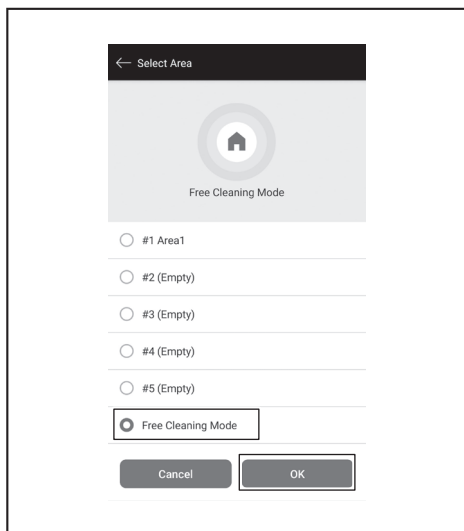 Select Area
Free Cleaning Mode
#1 Area1
#2 (Empty)
#3 (Empty)
#4 (Empty)
#5 (Empty)
Free Cleaning Mode
Cancel OK